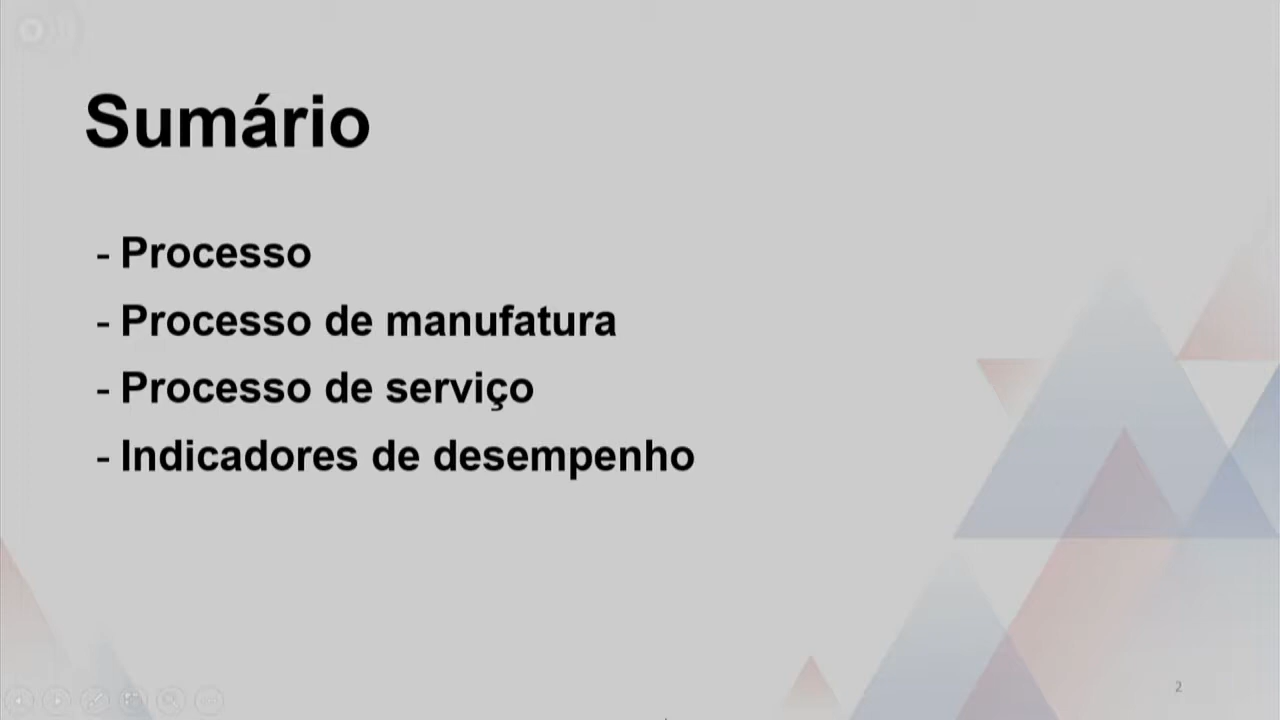 Sumário
- Processo
- Processo de manufatura
- Processo de serviço
- Indicadores de desempenho
2